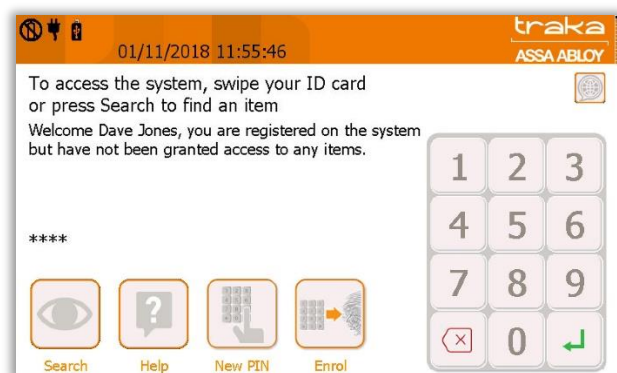 traka
01/11/2018 11:55:46
ASSA ABLOY
To access the system, swipe your ID card
or press Search to find an item
Welcome Dave Jones, you are registered on the system
but have not been granted access to any items.
1 2 3
4 5 6
****
7 8 9
0
Search Help New PIN Enrol